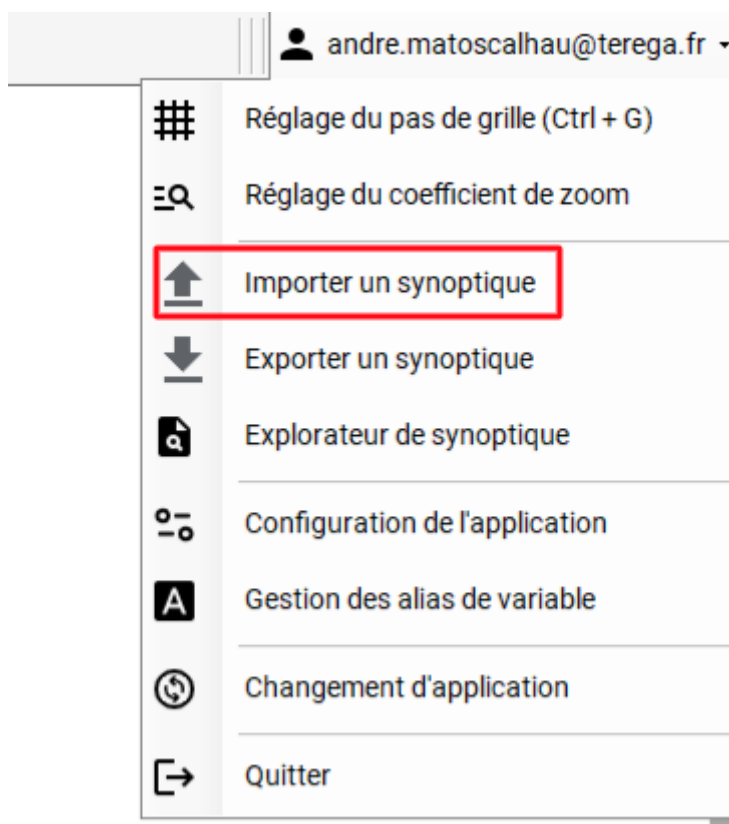 andre.matoscalhau@terega.fr
Réglage du pas de grille (Ctrl + G)
Réglage du coefficient de zoom
Importer un synoptique
Exporter un synoptique
Explorateur de synoptique
Configuration de l'application
Gestion des alias de variable
Changement d'application
Quitter